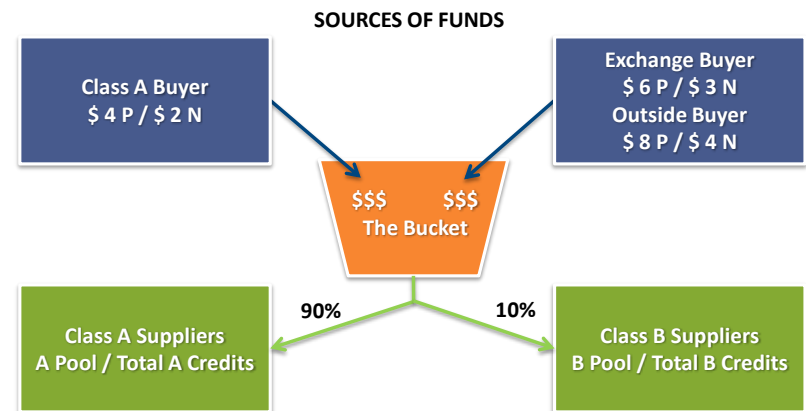 SOURCES OF FUNDS
Class A Buyer
$ 4 P / $ 2 N
Exchange Buyer
$ 6 P / $ 3 N
Outside Buyer
$ 8 P / $ 4 N
$$$ $$$
The Bucket
90%
10%
Class A Suppliers
A Pool / Total A Credits
Class B Suppliers
B Pool / Total B Credits